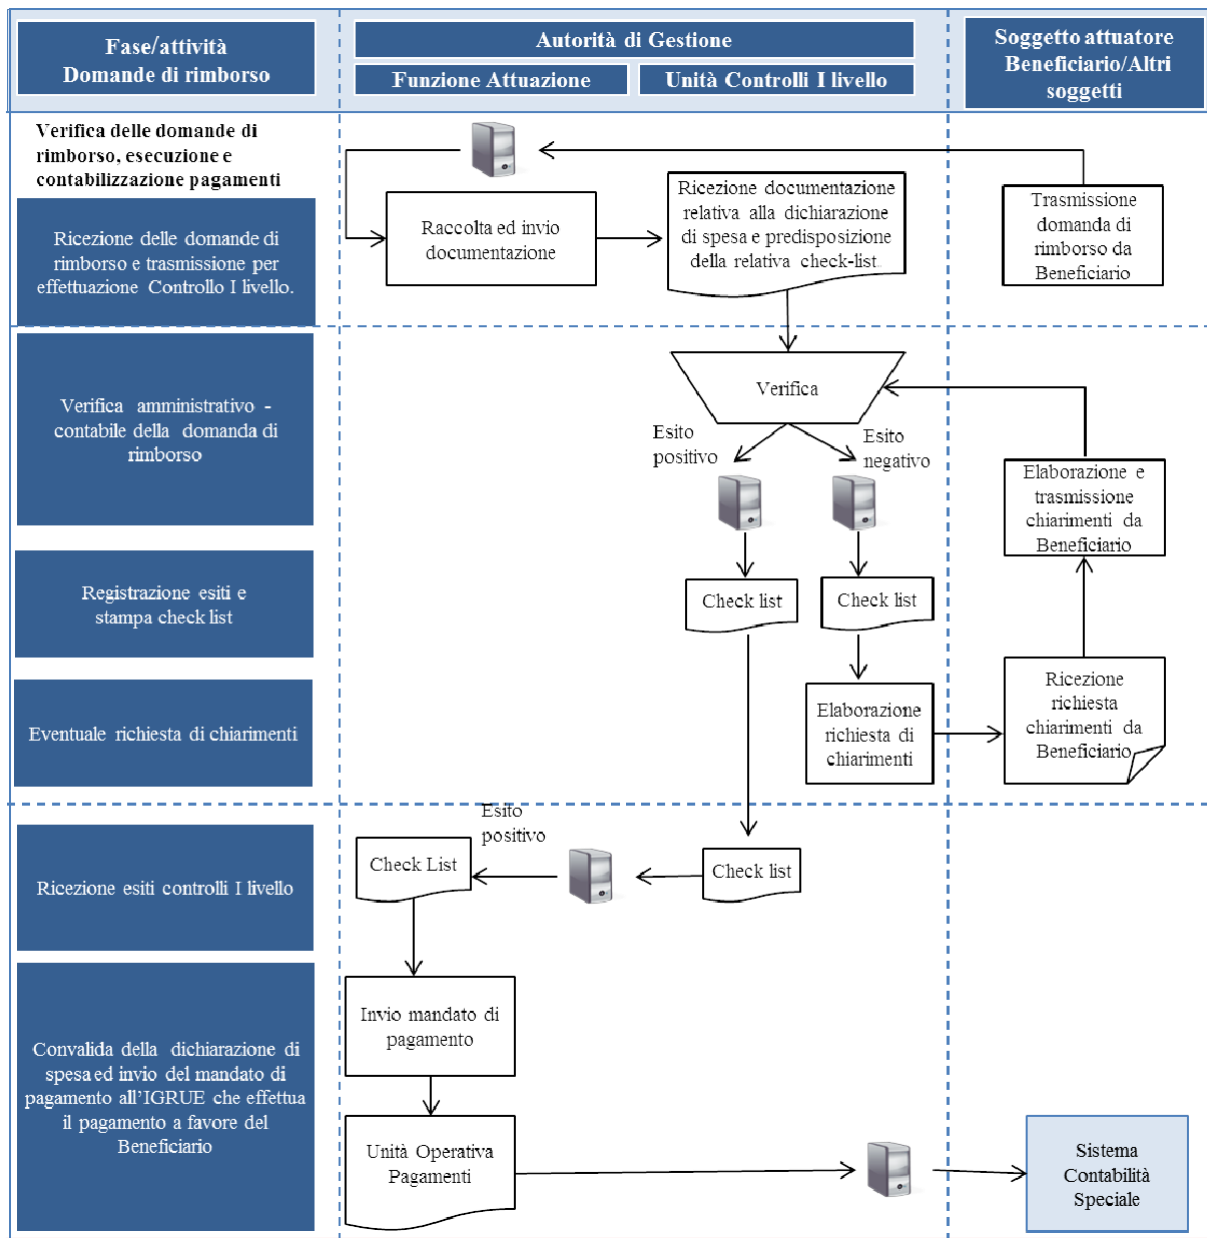 Fase/attività
Domande di rimborso
Autorità di Gestione
Funzione Attuazione
Unità Controlli I livello
Soggetto attuatore
Beneficiario/Altri
soggetti
Verifica delle domande di
rimborso, esecuzione e
contabilizzazione pagamenti
Ricezione delle domande di
rimborso e trasmissione per
effettuazione Controllo I livello.
Raccolta ed invio
documentazione
Ricezione documentazione
relativa alla dichiarazione
di spesa e predisposizione
della relativa check-list.
Trasmissione
domanda di
rimborso da
Beneficiario
Verifica amministrativo -
contabile della domanda di
rimborso
Verifica
Esito
positivo
Esito
negativo
Elaborazione e
trasmissione
chiarimenti da
Beneficiario
Registrazione esiti e
stampa check list
Check list
Check list
Eventuale richiesta di chiarimenti
Elaborazione
richiesta di
chiarimenti
Ricezione
richiesta
chiarimenti da
Beneficiario
Ricezione esiti controlli I livello
Check List
Esito
positivo
Check list
Convalida della dichiarazione di
spesa ed invio del mandato di
pagamento all'IGRUE che effettua
il pagamento a favore del
Beneficiario
Invio mandato di
pagamento
Unità Operativa
Pagamenti
Sistema
Contabilità
Speciale